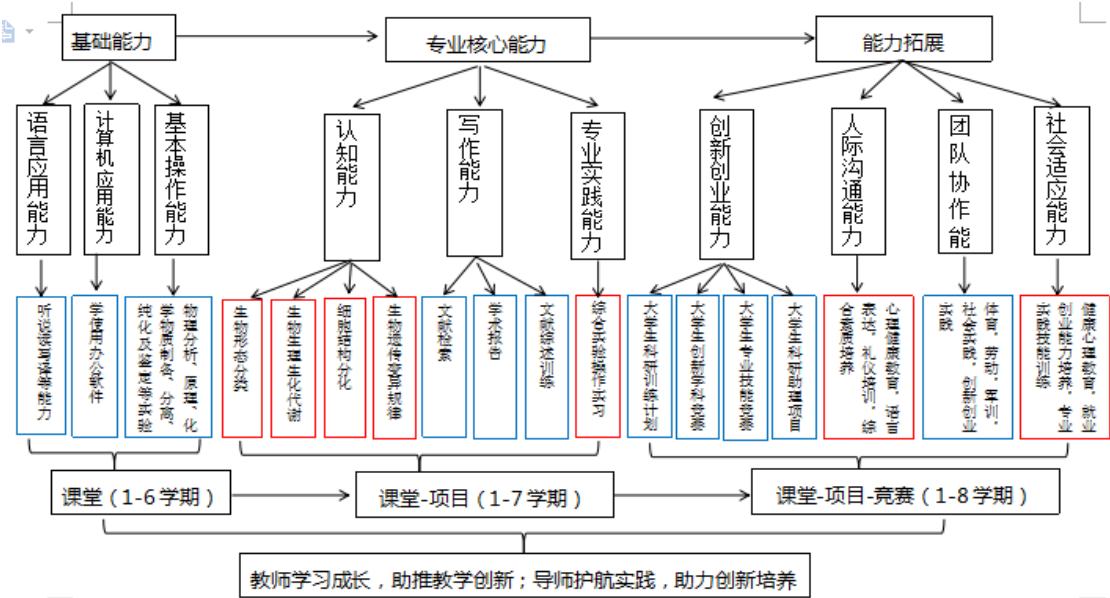 基础能力
专业核心能力
能力拓展
语言应用能力
计算机应用能力
基本操作能力
认知能力
写作能力
专业实践能力
创新创业能力
人际沟通能力
团队协作能
社会适应能力
听说读写译等能力
学使用办公软件
物理分析、原理、化
学物质制备、分离、
纯化及鉴定等实验
生物形态分类
生物生理生化代谢
细胞结构分化
生物遗传变异规律
文献检索
学术报告
文献综述训练
综合实验操作实习
大学生科研训练计划
大学生创新学科竞赛
大学生专业技能竞赛
大学生科研助理项目
心理健康教育，语言
表达，礼仪培训，综
合素质培养
体育，劳动，军训，
社会实践，创新创业
实践
健康心理教育，就业
创业能力培养，专业
实践技能训练
课堂（1-6 学期）
课堂-项目（1-7 学期）
课堂-项目-竞赛（1-8 学期）
教师学习成长，助推教学创新；导师护航实践，助力创新培养